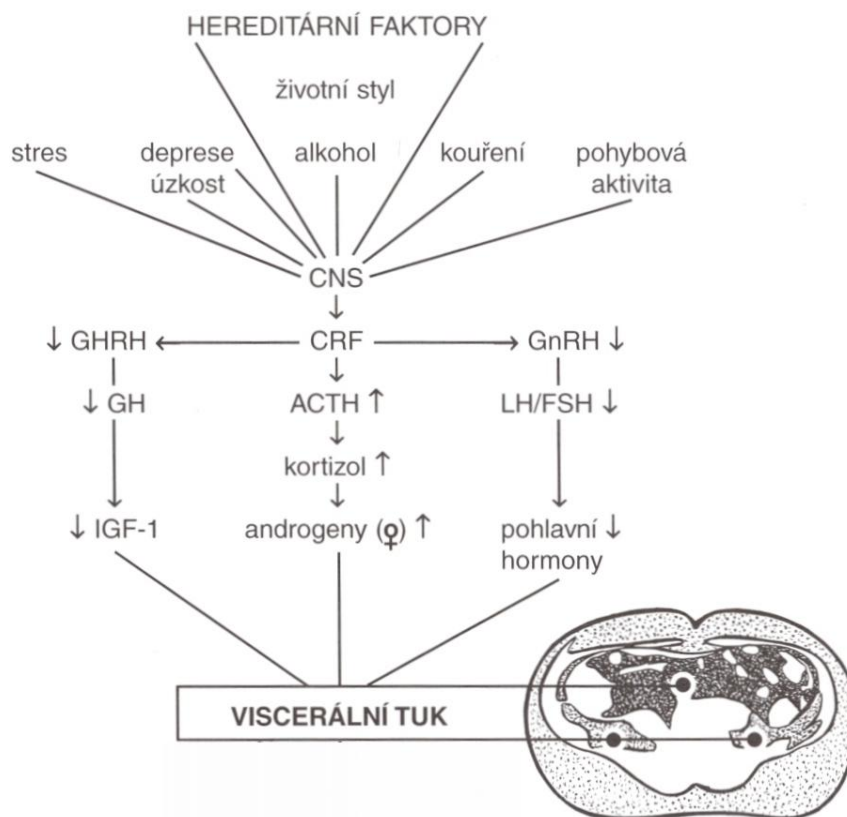 HEREDITÁRNÍ FAKTORY
životní styl
stres deprese alkohol kouření pohybová
úzkost aktivita
CNS
↓
↓ GHRH ← CRF → GnRH ↓
↓
↓ GH ACTH ↑ LH/FSH ↓
↓
kortizol ↑
↓
↓ IGF-1 androgeny (♀) ↑ pohlavní ↓
hormony
VISCERÁLNÍ TUK